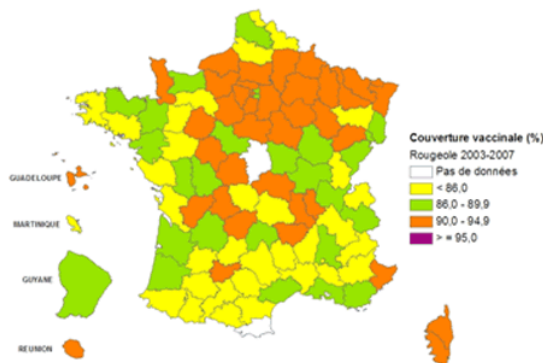 Couverture vaccinale (%)
Rougeole 2003-2007
Pas de données
< 86,0
86,0 - 89,9
90,0 - 94,9
> = 95,0
GUADELOUPE
MARTINIQUE
GUYANE
REUNION